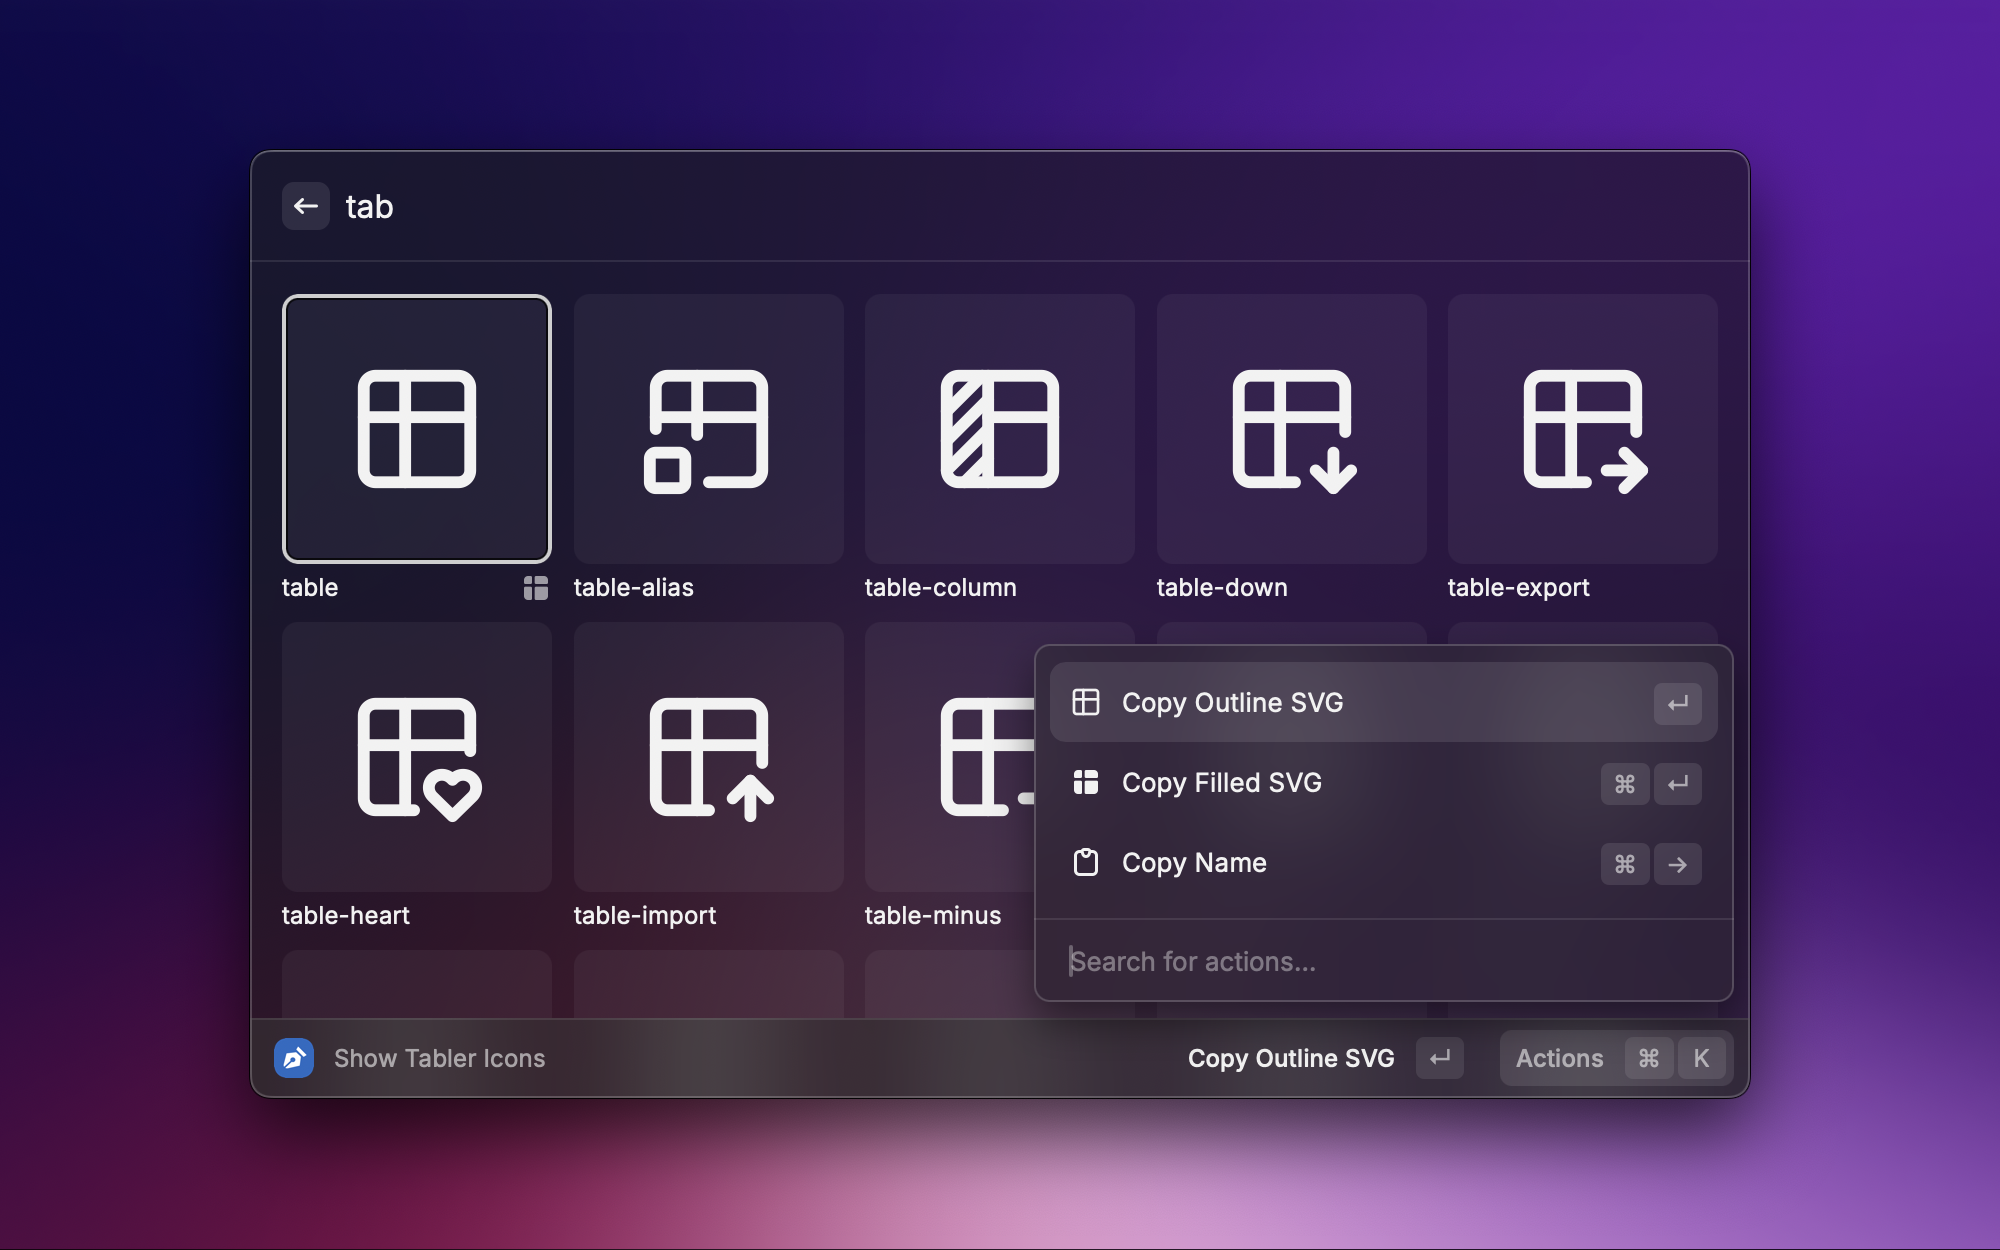 tab
table
table-alias
table-column
table-down
table-export
Copy Outline SVG
Copy Filled SVG
⌘
Copy Name
⌘ →
table-heart
table-import
table-minus
Search for actions...
Show Tabler Icons
Copy Outline SVG
Actions ⌘ K